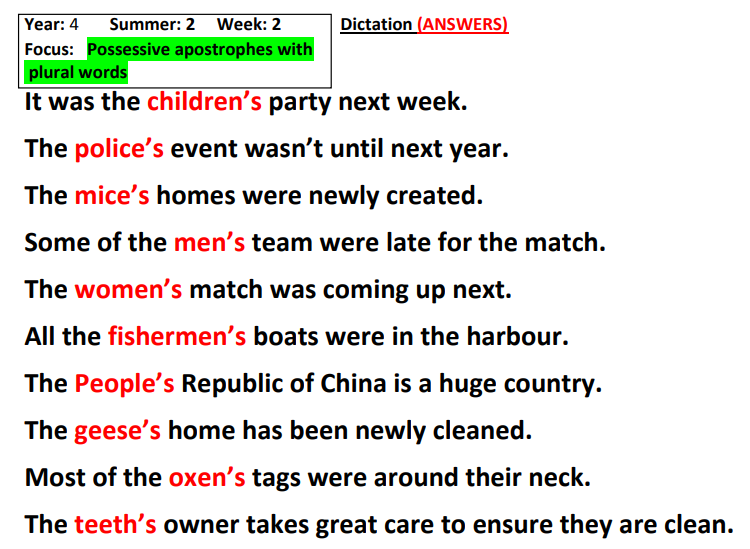 Year: 4 Summer: 2 Week: 2
Dictation (ANSWERS)
Focus: Possessive apostrophes with
plural words
It was the children’s party next week.
The police’s event wasn’t until next year.
The mice’s homes were newly created.
Some of the men’s team were late for the match.
The women’s match was coming up next.
All the fishermen’s boats were in the harbour.
The People’s Republic of China is a huge country.
The geese’s home has been newly cleaned.
Most of the oxen’s tags were around their neck.
The teeth’s owner takes great care to ensure they are clean.